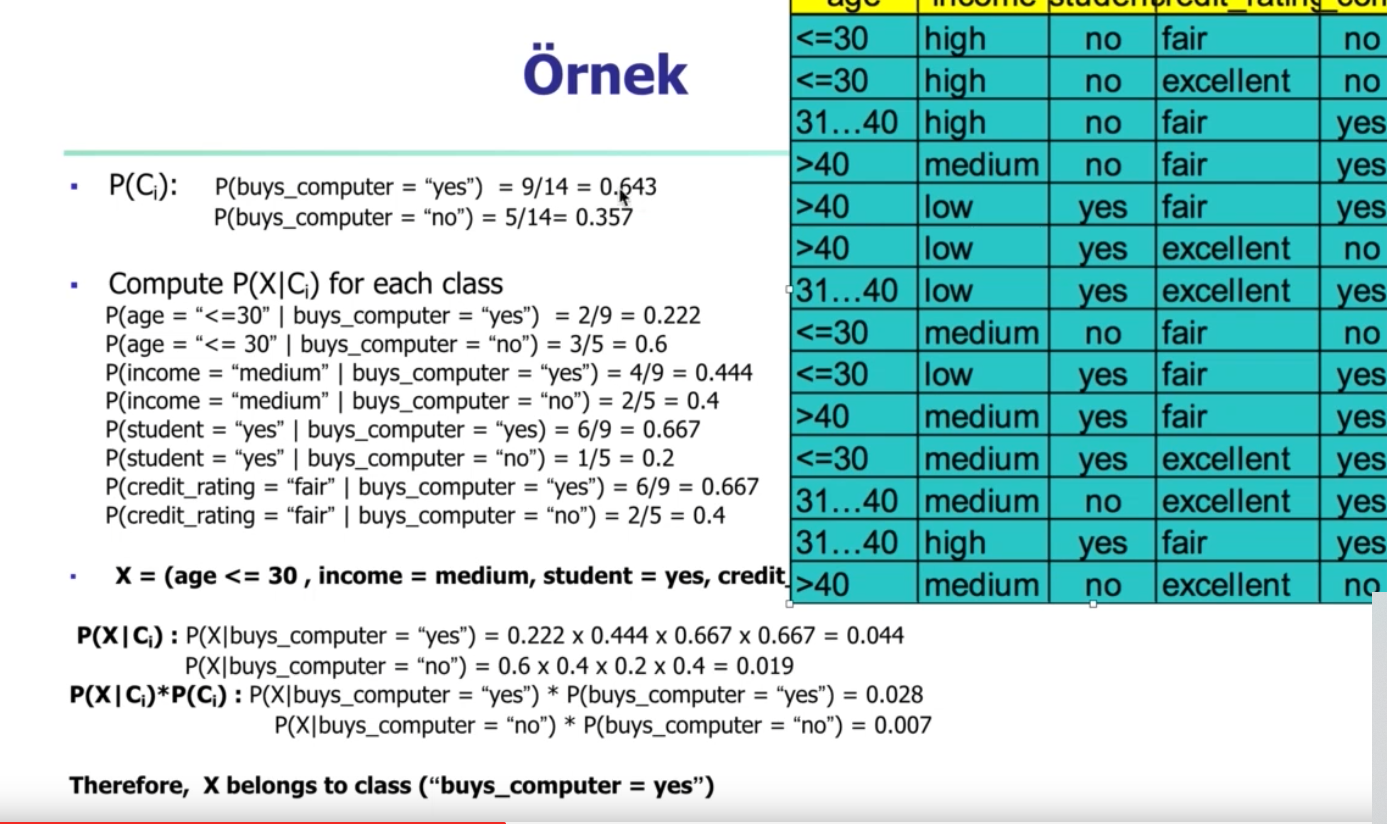 Örnek
age income student credit_rating _com
<=30 high no fair no
<=30 high no excellent no
31…40 high no fair yes
>40 medium no fair yes
>40 low yes fair yes
>40 low yes excellent no
31…40 low yes excellent yes
<=30 medium no fair no
<=30 low yes fair yes
>40 medium yes fair yes
<=30 medium yes excellent yes
31…40 medium no excellent yes
31…40 high yes fair yes
>40 medium no excellent no
▪ P(Ci): P(buys_computer = “yes”) = 9/14 = 0.643
P(buys_computer = “no”) = 5/14= 0.357
▪ Compute P(X|Ci) for each class
P(age = “<=30” | buys_computer = “yes”) = 2/9 = 0.222
P(age = “<= 30” | buys_computer = “no”) = 3/5 = 0.6
P(income = “medium” | buys_computer = “yes”) = 4/9 = 0.444
P(income = “medium” | buys_computer = “no”) = 2/5 = 0.4
P(student = “yes” | buys_computer = “yes) = 6/9 = 0.667
P(student = “yes” | buys_computer = “no”) = 1/5 = 0.2
P(credit_rating = “fair” | buys_computer = “yes”) = 6/9 = 0.667
P(credit_rating = “fair” | buys_computer = “no”) = 2/5 = 0.4
▪ X = (age <= 30 , income = medium, student = yes, credit_
P(X|Ci) : P(X|buys_computer = “yes”) = 0.222 x 0.444 x 0.667 x 0.667 = 0.044
P(X|buys_computer = “no”) = 0.6 x 0.4 x 0.2 x 0.4 = 0.019
P(X|Ci)*P(Ci) : P(X|buys_computer = “yes”) * P(buys_computer = “yes”) = 0.028
P(X|buys_computer = “no”) * P(buys_computer = “no”) = 0.007
Therefore, X belongs to class (“buys_computer = yes”)